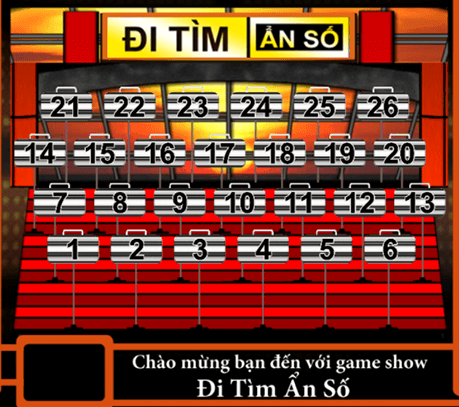 ĐI TÌM ẨN SỐ
21 22 23 24 25 26
14 15 16 17 18 19 20
7 8 9 10 11 12 13
1 2 3 4 5 6
Chào mừng bạn đến với game show
Đi Tìm Ẩn Số